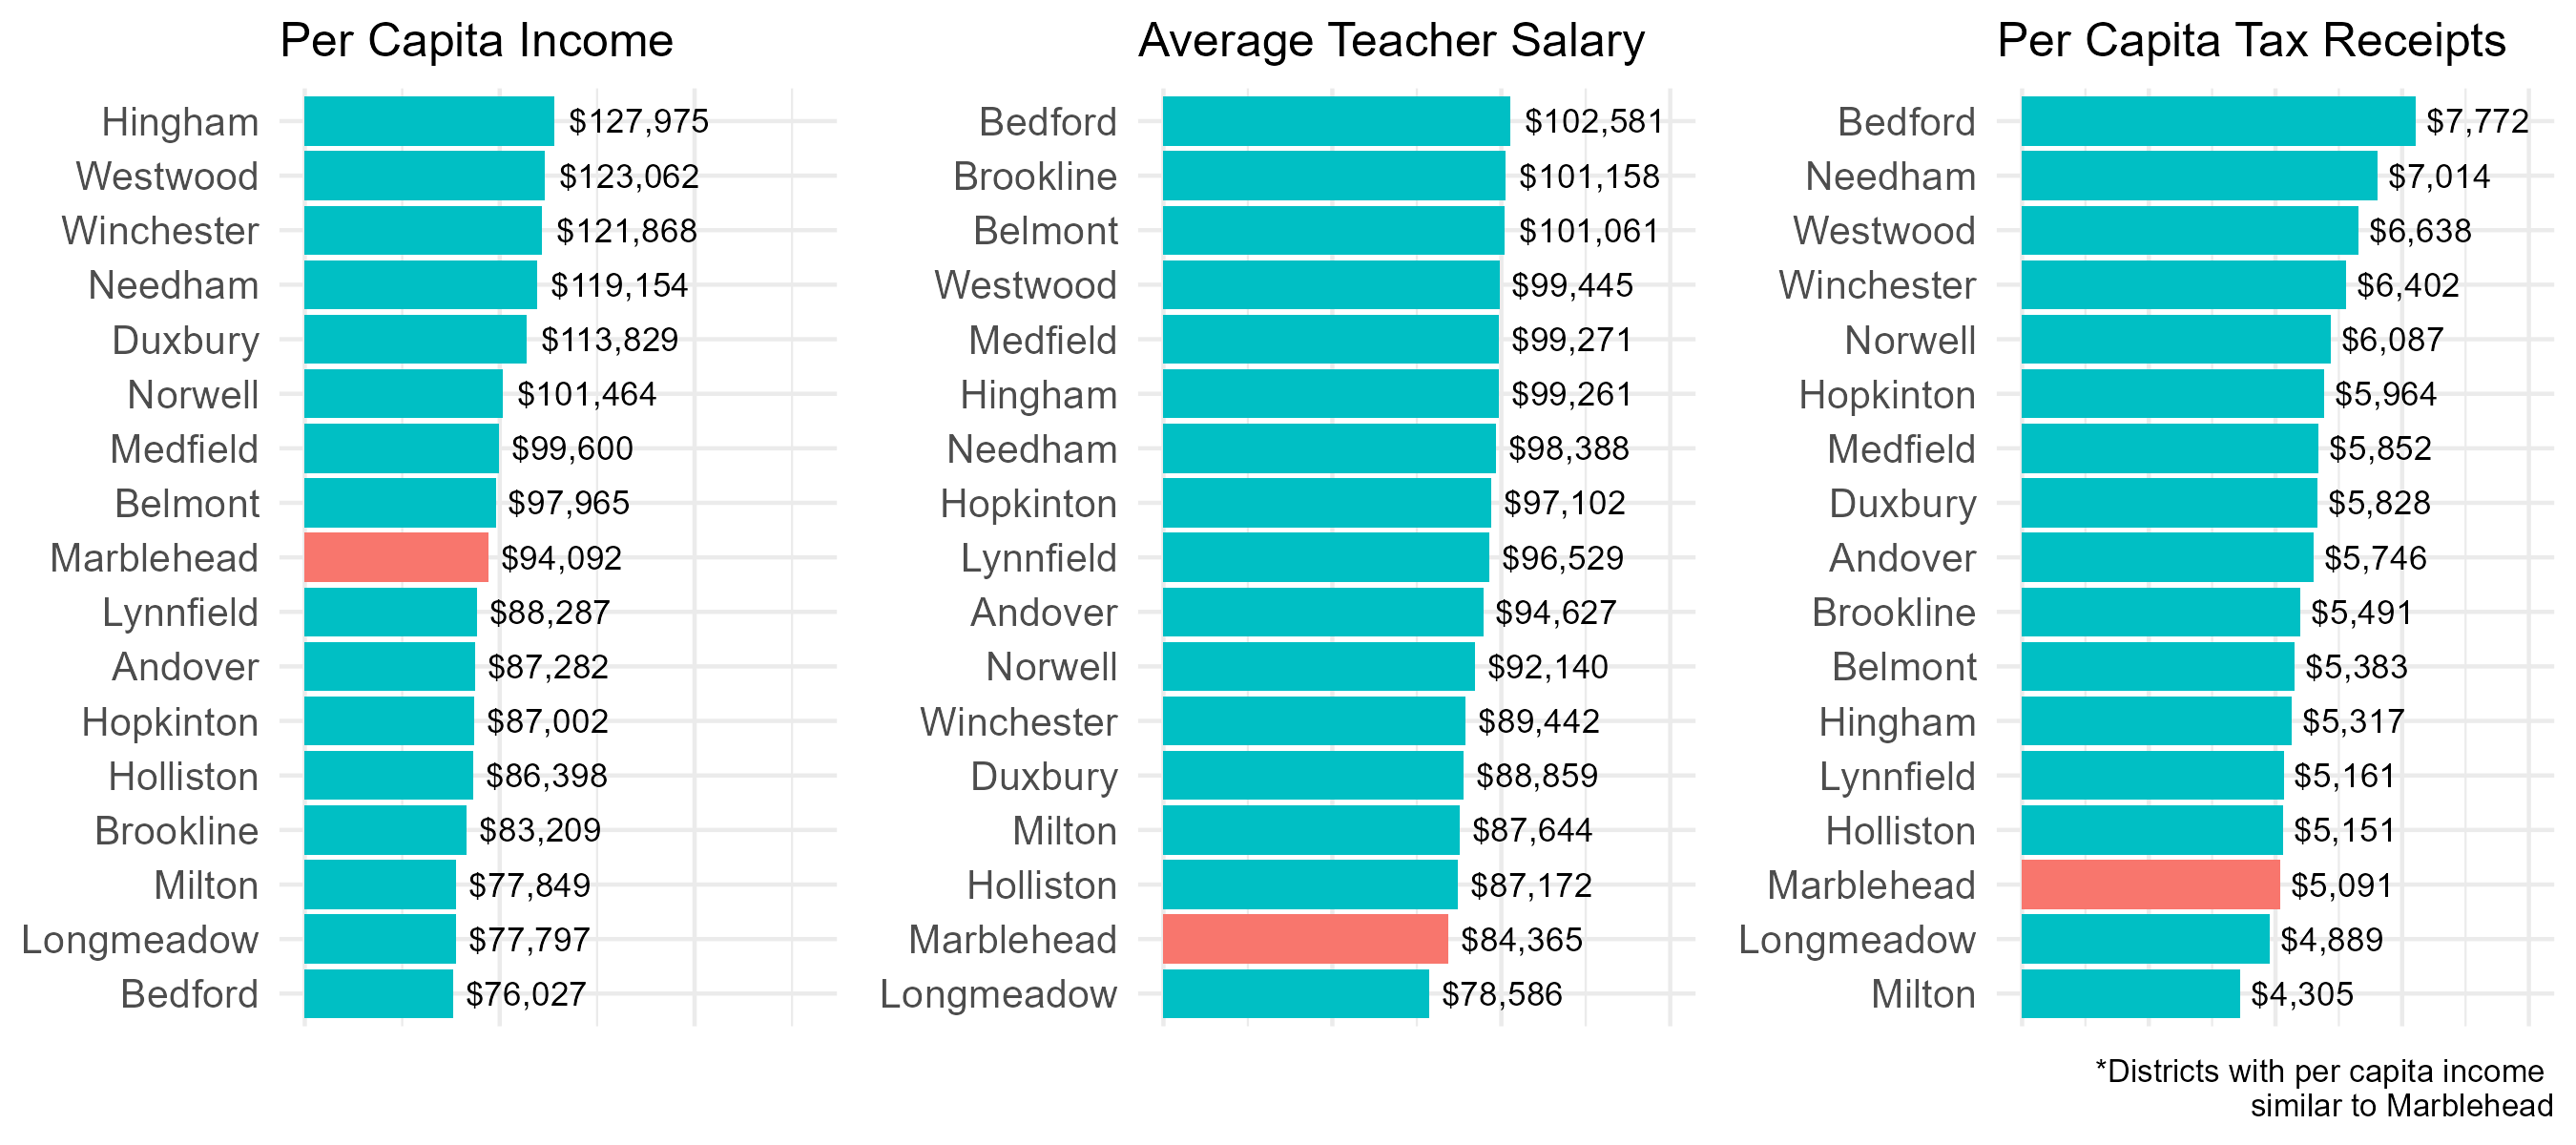 Per Capita Income
Hingham $127,975
Westwood $123,062
Winchester $121,868
Needham $119,154
Duxbury $113,829
Norwell $101,464
Medfield $99,600
Belmont $97,965
Marblehead $94,092
Lynnfield $88,287
Andover $87,282
Hopkinton $87,002
Holliston $86,398
Brookline $83,209
Milton $77,849
Longmeadow $77,797
Bedford $76,027
Average Teacher Salary
Bedford $102,581
Brookline $101,158
Belmont $101,061
Westwood $99,445
Medfield $99,271
Hingham $99,261
Needham $98,388
Hopkinton $97,102
Lynnfield $96,529
Andover $94,627
Norwell $92,140
Winchester $89,442
Duxbury $88,859
Milton $87,644
Holliston $87,172
Marblehead $84,365
Longmeadow $78,586
Per Capita Tax Receipts
Bedford $7,772
Needham $7,014
Westwood $6,638
Winchester $6,402
Norwell $6,087
Hopkinton $5,964
Medfield $5,852
Duxbury $5,828
Andover $5,746
Brookline $5,491
Belmont $5,383
Hingham $5,317
Lynnfield $5,161
Holliston $5,151
Marblehead $5,091
Longmeadow $4,889
Milton $4,305
*Districts with per capita income
similar to Marblehead